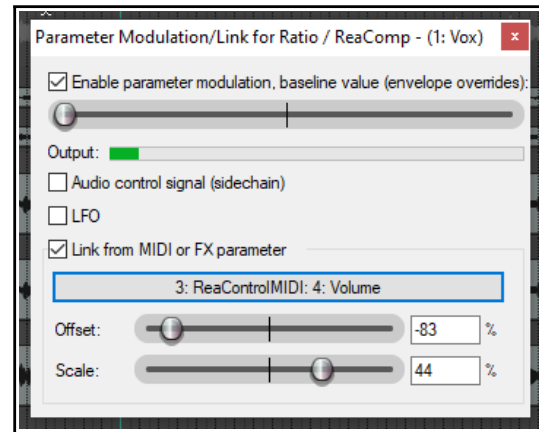 Parameter Modulation/Link for Ratio / ReaComp - (1: Vox) x
Enable parameter modulation, baseline value (envelope overrides):
Output:
Audio control signal (sidechain)
LFO
Link from MIDI or FX parameter
3: ReaControlMIDI: 4: Volume
Offset: -83 %
Scale: 44 %